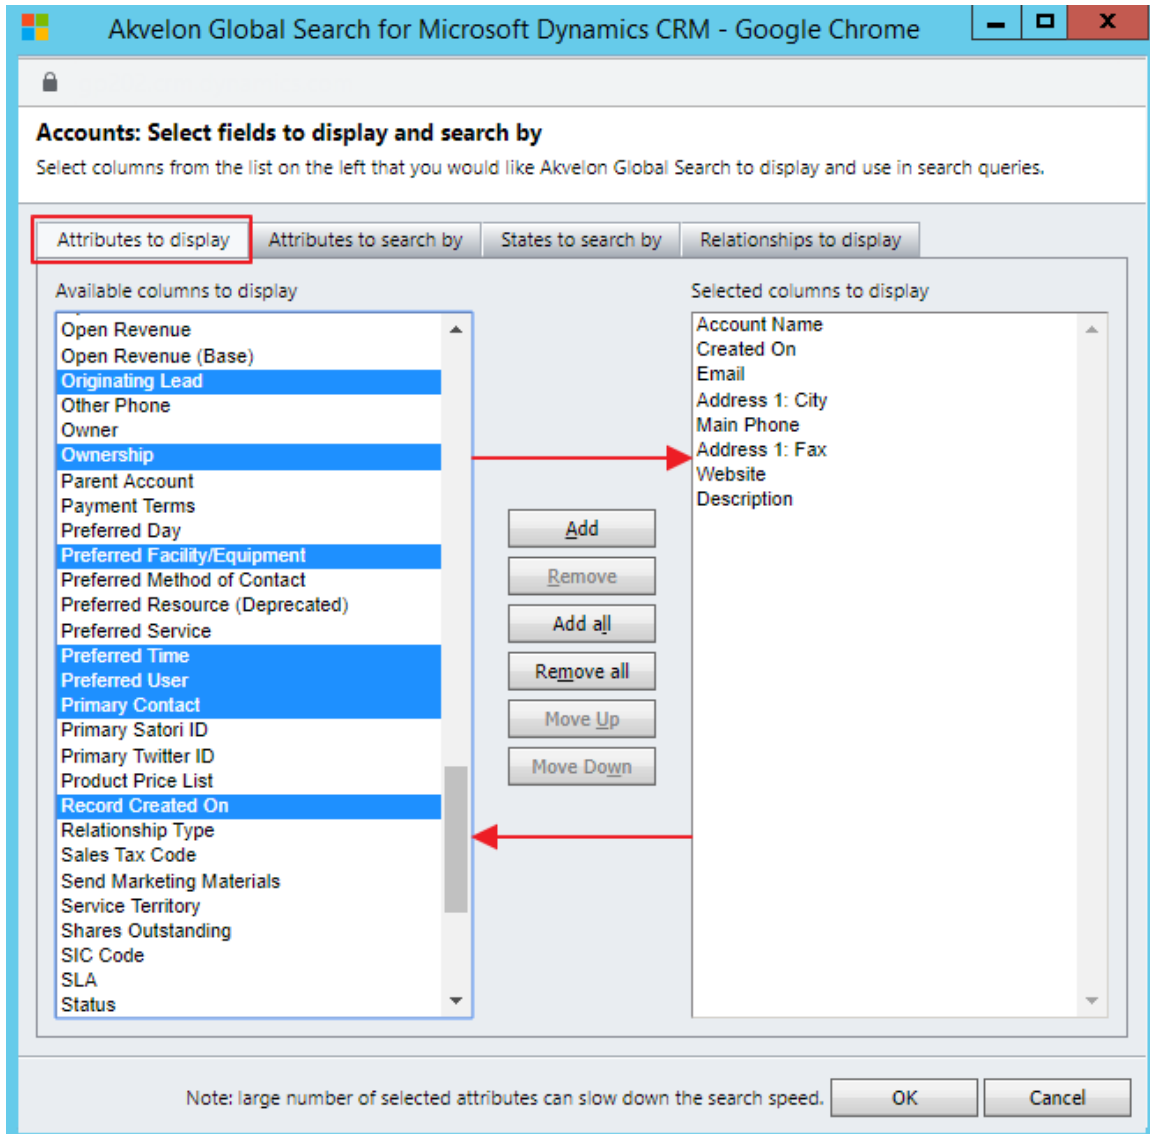 Akvelon Global Search for Microsoft Dynamics CRM - Google Chrome
Accounts: Select fields to display and search by
Select columns from the list on the left that you would like Akvelon Global Search to display and use in search queries.
Attributes to display
Attributes to search by
States to search by
Relationships to display
Available columns to display
Open Revenue
Open Revenue (Base)
Originating Lead
Other Phone
Owner
Ownership
Parent Account
Payment Terms
Preferred Day
Preferred Facility/Equipment
Preferred Method of Contact
Preferred Resource (Deprecated)
Preferred Service
Preferred Time
Preferred User
Primary Contact
Primary Satori ID
Primary Twitter ID
Product Price List
Record Created On
Relationship Type
Sales Tax Code
Send Marketing Materials
Service Territory
Shares Outstanding
SIC Code
SLA
Status
Add
Remove
Add all
Remove all
Move Up
Move Down
Selected columns to display
Account Name
Created On
Email
Address 1: City
Main Phone
Address 1: Fax
Website
Description
Note: large number of selected attributes can slow down the search speed.
OK
Cancel